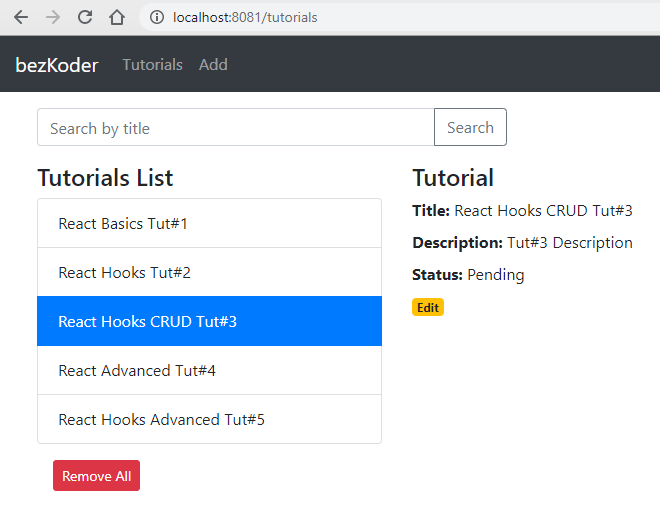 localhost:8081/tutorials
bezKoder Tutorials Add
Search by title Search
Tutorials List
React Basics Tut#1
React Hooks Tut#2
React Hooks CRUD Tut#3
React Advanced Tut#4
React Hooks Advanced Tut#5
Remove All
Tutorial
Title: React Hooks CRUD Tut#3
Description: Tut#3 Description
Status: Pending
Edit